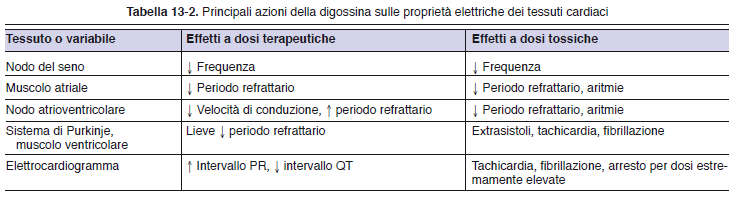 Tabella 13-2. Principali azioni della digossina sulle proprietà elettriche dei tessuti cardiaci
Tessuto o variabile Effetti a dosi terapeutiche Effetti a dosi tossiche
Nodo del seno ↓ Frequenza ↓ Frequenza
Muscolo atriale ↓ Periodo refrattario ↓ Periodo refrattario, aritmie
Nodo atrioventricolare ↓ Velocità di conduzione, ↑ periodo refrattario ↓ Periodo refrattario, aritmie
Sistema di Purkinje, Lieve ↓ periodo refrattario Extrasistoli, tachicardia, fibrillazione
muscolo ventricolare
Elettrocardiogramma ↑ Intervallo PR, ↓ intervallo QT Tachicardia, fibrillazione, arresto per dosi estre-
mamente elevate